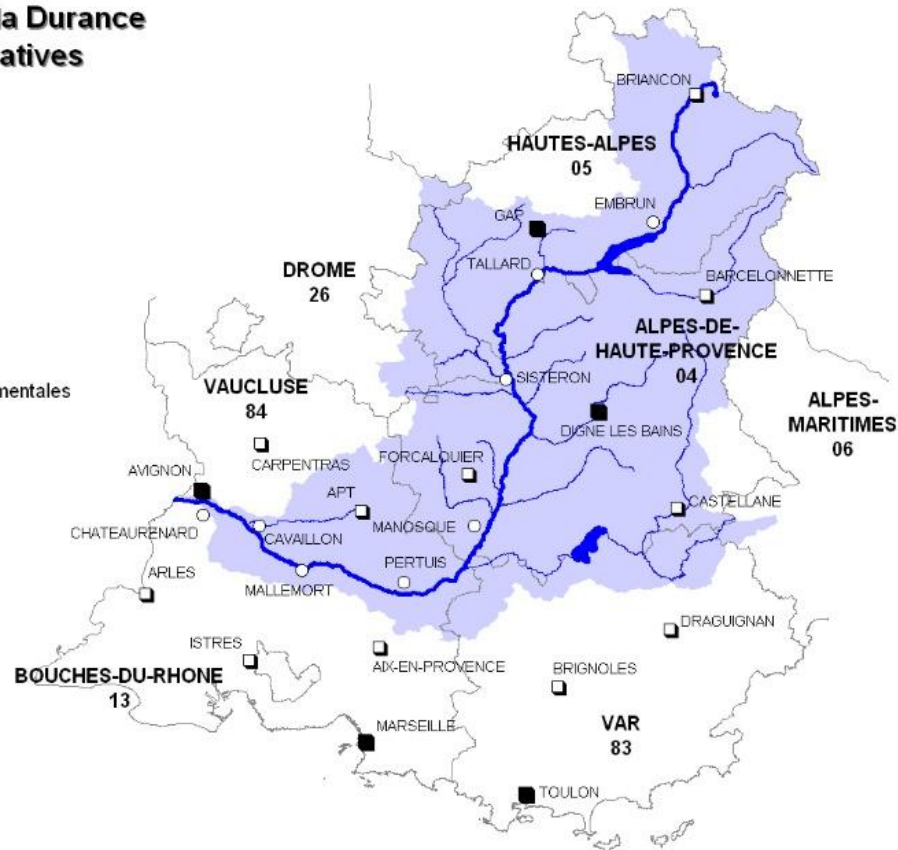 la Durance
atives
BRIANCON
HAUTES-ALPES
05
EMBRUN
GAP
TALLARD
DROME
26
BARCELONNETTE
ALPES-DE-
HAUTE-PROVENCE
04
SISTERON
mentales
VAUCLUSE
84
ALPES-
MARITIMES
06
DIGNE LES BAINS
CARPENTRAS
FORCALQUIER
AVIGNON
APT
CASTELLANE
CHATEAURENARD
CAVAILLON
MANOSQUE
PERTUIS
ARLES
MALLEMORT
DRAGUIGNAN
ISTRES
AIX-EN-PROVENCE
BRIGNOLES
BOUCHES-DU-RHONE
13
MARSEILLE
VAR
83
TOULON